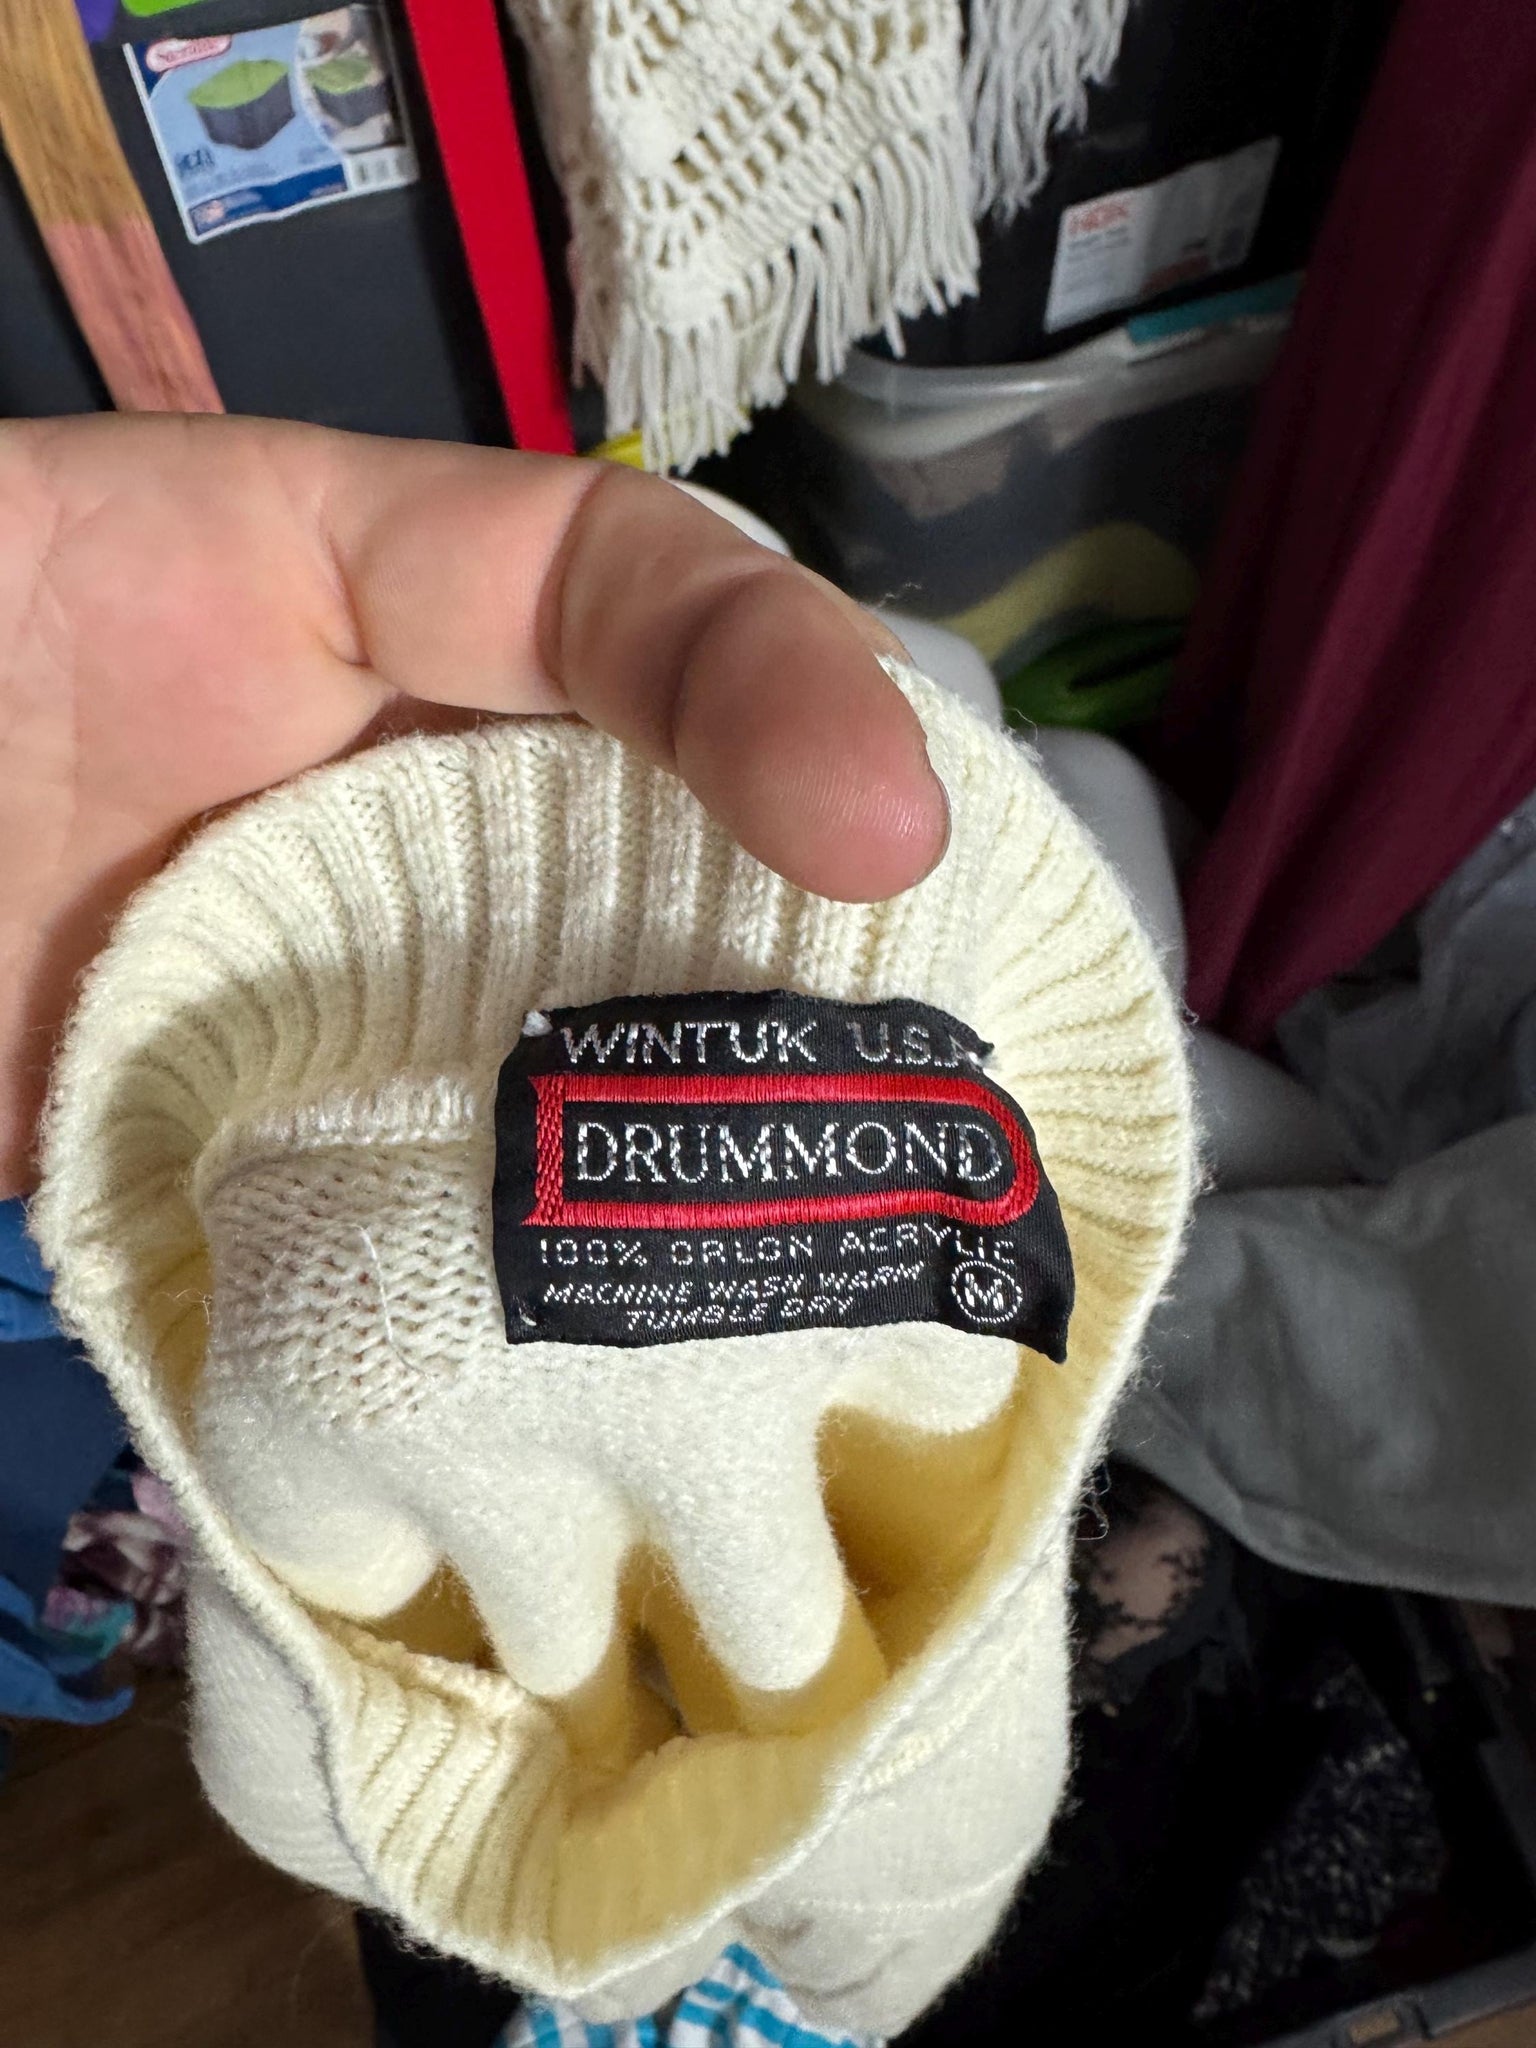 WINTUK U.S.A
DRUMMOND
100% ORLON ACRYLIC
MACHINE WASH WARM
TUMBLE DRY
M